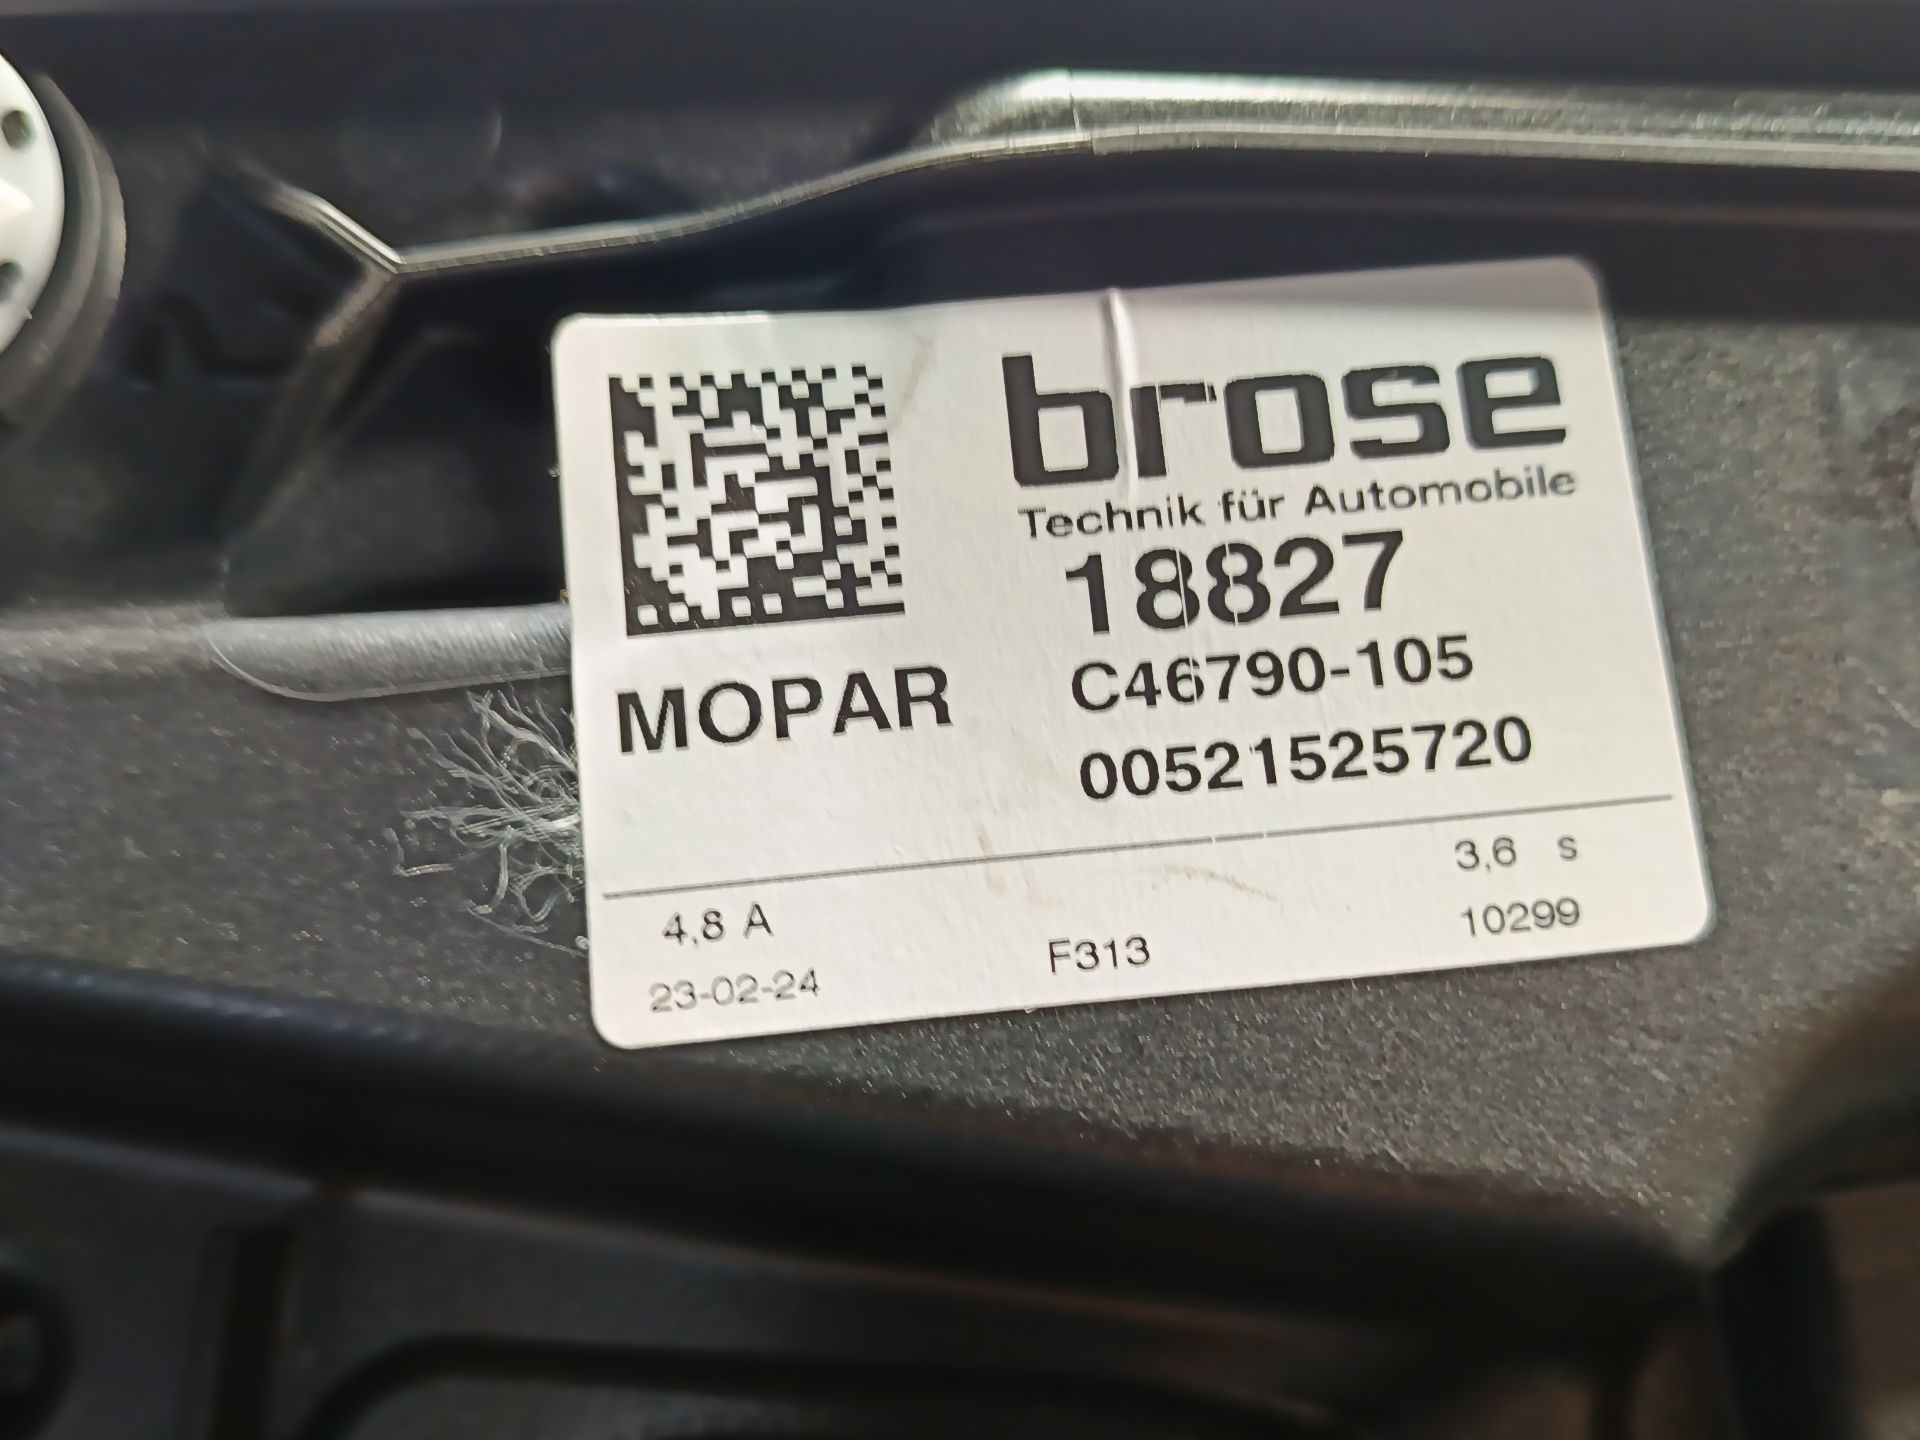 brose
Technik für Automobile
18827
C46790-105
MOPAR
00521525720
4,8 A
3,6 s
23-02-24
F313
10299